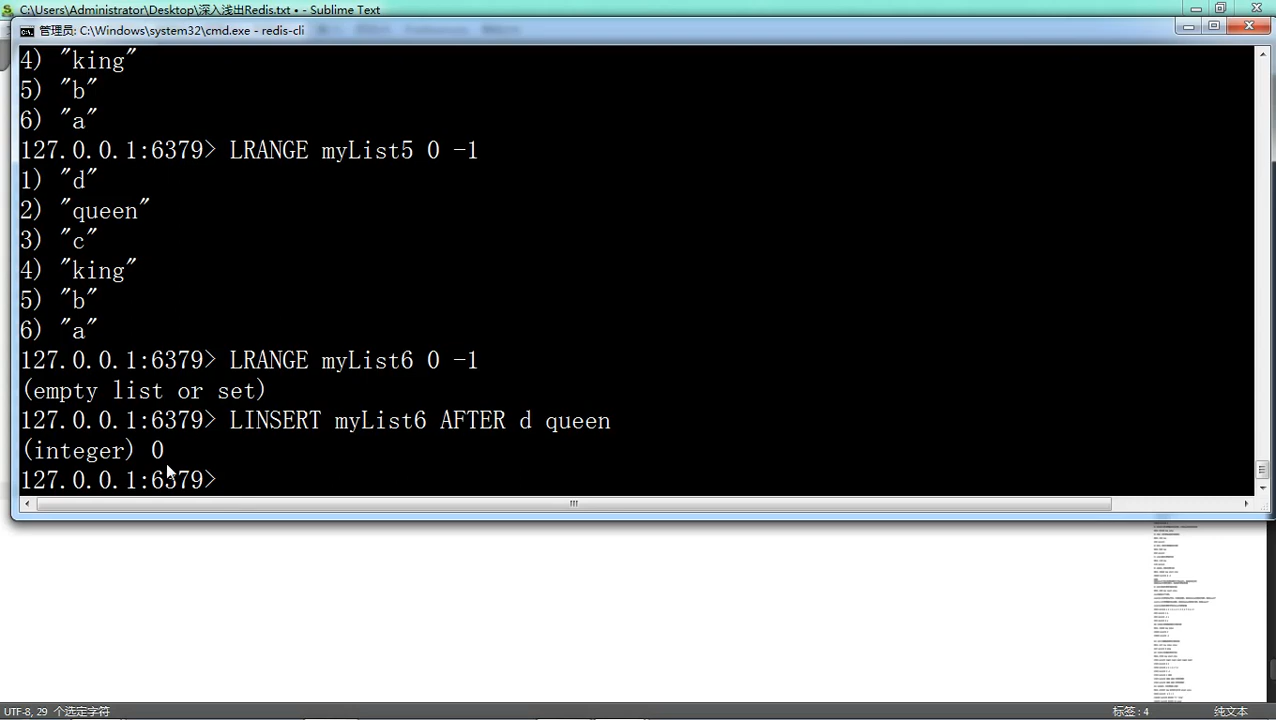 C:\Users\Administrator\Desktop\深入浅出Redis.txt • - Sublime Text
管理员: C:\Windows\system32\cmd.exe - redis-cli
4) "king"
5) "b"
6) "a"
127.0.0.1:6379> LRANGE myList5 0 -1
1) "d"
2) "queen"
3) "c"
4) "king"
5) "b"
6) "a"
127.0.0.1:6379> LRANGE myList6 0 -1
(empty list or set)
127.0.0.1:6379> LINSERT myList6 AFTER d queen
(integer) 0
127.0.0.1:6379>
UTF-8, 29 个选定字符
标签: 4
纯文本